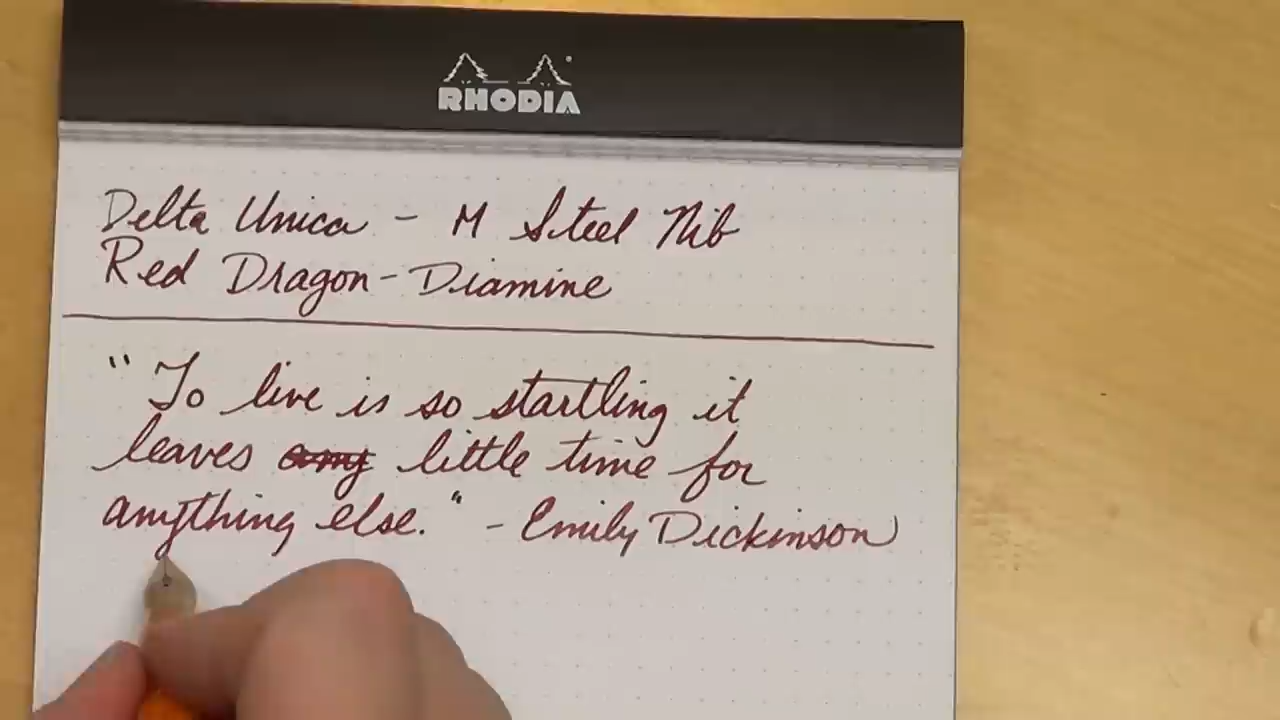 RHODIA
Delta Unica - M Steel Nib
Red Dragon - Diamine
"To live is so startling it
leaves any little time for
anything else." - Emily Dickinson